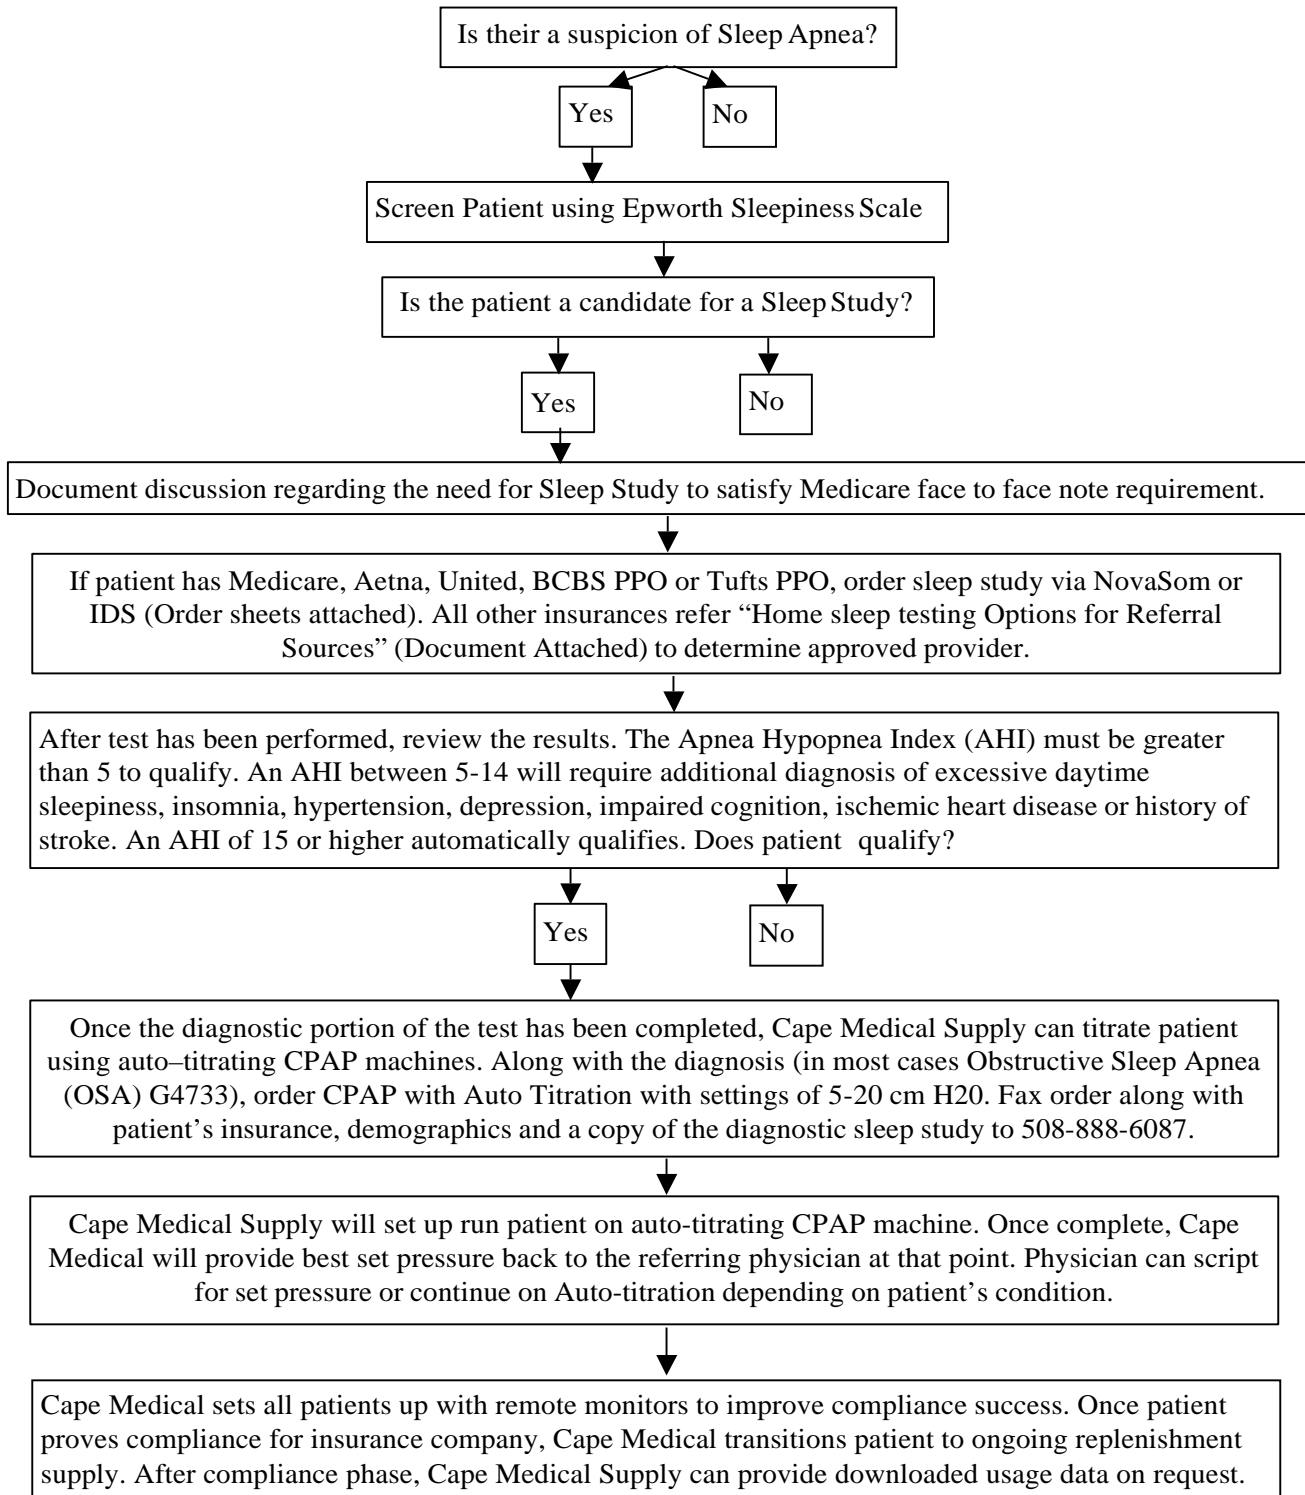 Is their a suspicion of Sleep Apnea?
Yes
No
Screen Patient using Epworth Sleepiness Scale
Is the patient a candidate for a Sleep Study?
Yes
No
Document discussion regarding the need for Sleep Study to satisfy Medicare face to face note requirement.
If patient has Medicare, Aetna, United, BCBS PPO or Tufts PPO, order sleep study via NovaSom or
IDS (Order sheets attached). All other insurances refer “Home sleep testing Options for Referral
Sources” (Document Attached) to determine approved provider.
After test has been performed, review the results. The Apnea Hypopnea Index (AHI) must be greater
than 5 to qualify. An AHI between 5-14 will require additional diagnosis of excessive daytime
sleepiness, insomnia, hypertension, depression, impaired cognition, ischemic heart disease or history of
stroke. An AHI of 15 or higher automatically qualifies. Does patient qualify?
Yes
No
Once the diagnostic portion of the test has been completed, Cape Medical Supply can titrate patient
using auto–titrating CPAP machines. Along with the diagnosis (in most cases Obstructive Sleep Apnea
(OSA) G4733), order CPAP with Auto Titration with settings of 5-20 cm H20. Fax order along with
patient’s insurance, demographics and a copy of the diagnostic sleep study to 508-888-6087.
Cape Medical Supply will set up run patient on auto-titrating CPAP machine. Once complete, Cape
Medical will provide best set pressure back to the referring physician at that point. Physician can script
for set pressure or continue on Auto-titration depending on patient’s condition.
Cape Medical sets all patients up with remote monitors to improve compliance success. Once patient
proves compliance for insurance company, Cape Medical transitions patient to ongoing replenishment
supply. After compliance phase, Cape Medical Supply can provide downloaded usage data on request.